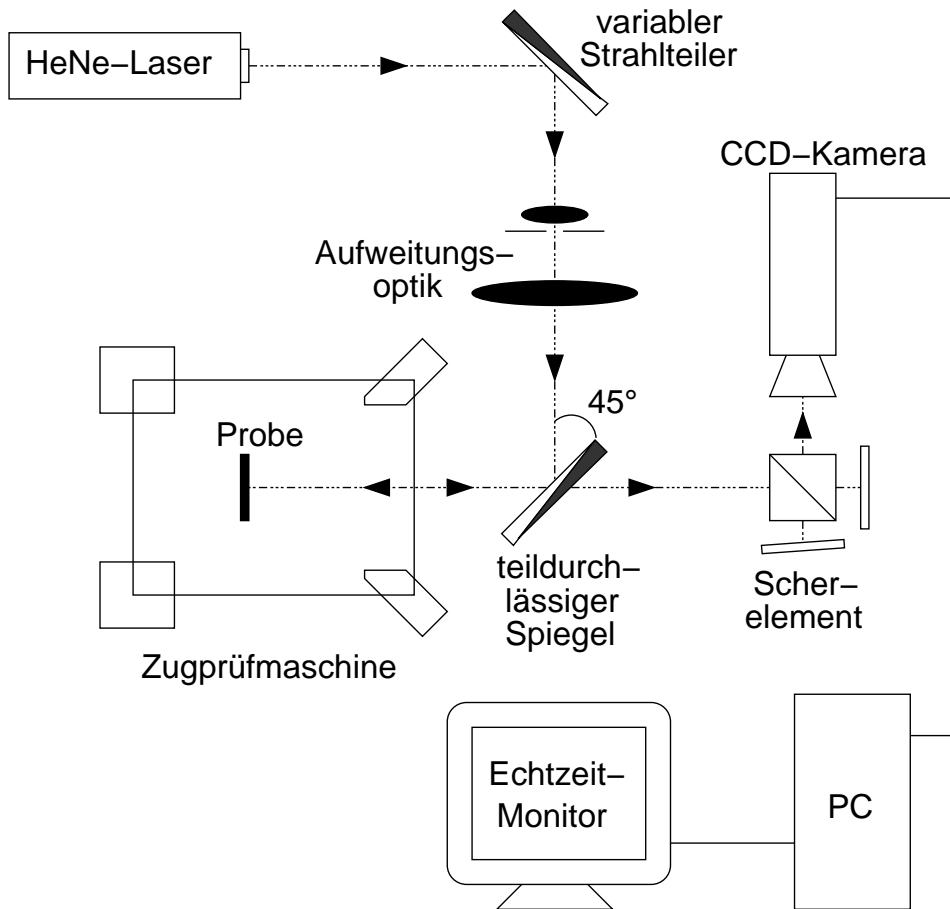 HeNe–Laser
variabler
Strahlteiler
CCD–Kamera
Aufweitungs–
optik
45°
Probe
teildurch–
lässiger
Spiegel
Scher–
element
Zugprüfmaschine
Echtzeit–
Monitor
PC